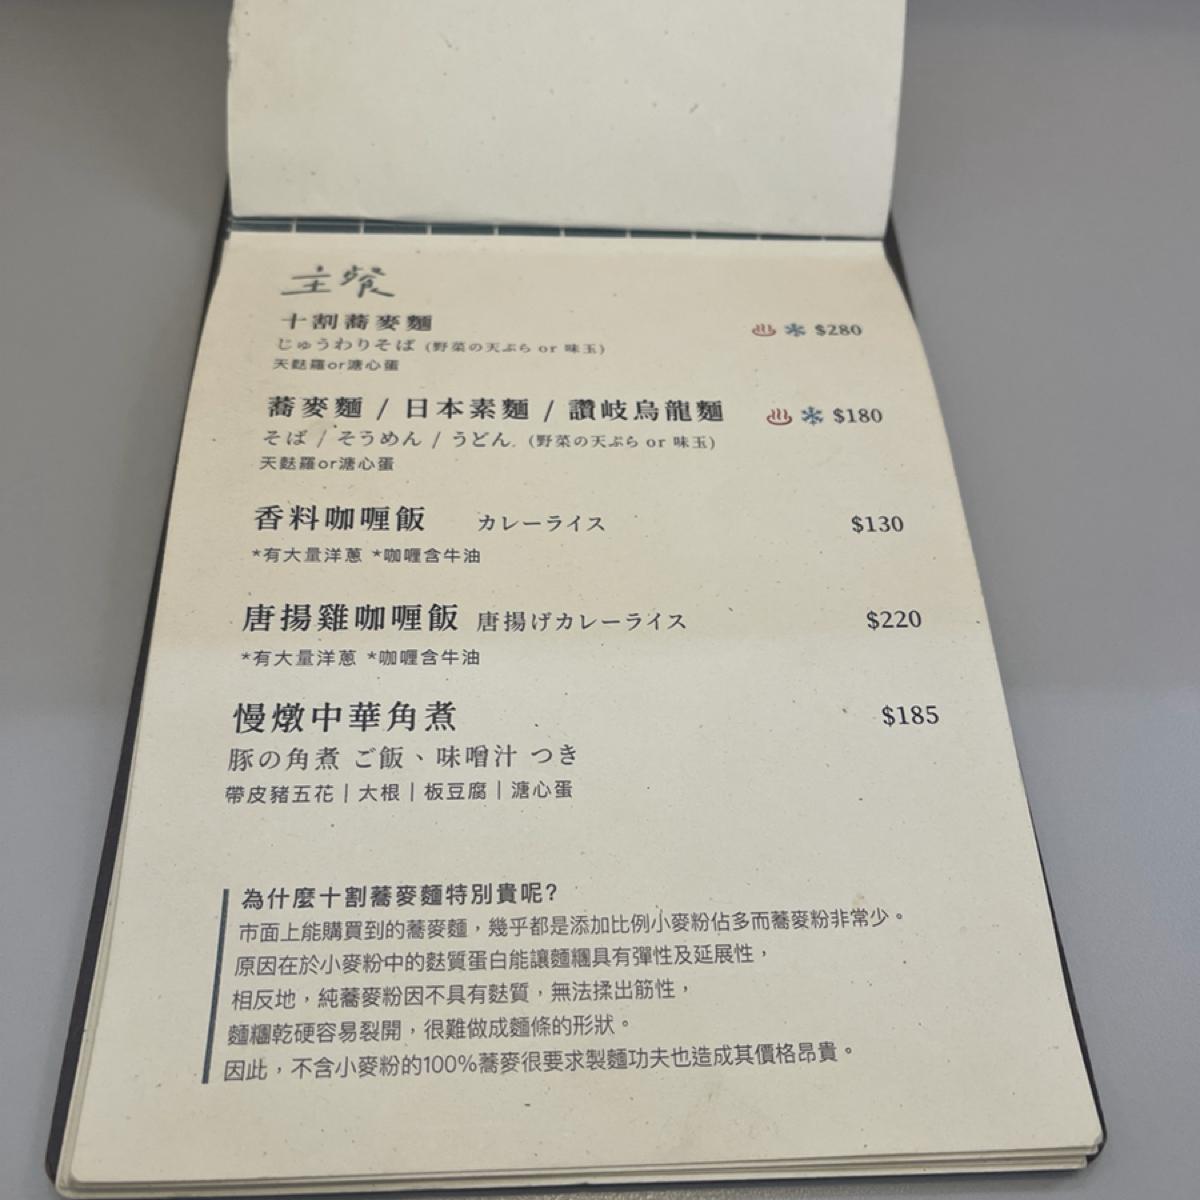 主餐
十割蕎麥麵 $280
じゅうわりそば (野菜の天ぷら or 味玉)
天麩羅or溏心蛋
蕎麥麵 / 日本素麵 / 讚岐烏龍麵 $180
そば / そうめん / うどん (野菜の天ぷら or 味玉)
天麩羅or溏心蛋
香料咖喱飯 カレーライス $130
*有大量洋蔥 *咖喱含牛油
唐揚雞咖喱飯 唐揚げカレーライス $220
*有大量洋蔥 *咖喱含牛油
慢燉中華角煮 $185
豚の角煮 ご飯、味噌汁 つき
帶皮豬五花 | 大根 | 板豆腐 | 溏心蛋
為什麼十割蕎麥麵特別貴呢?
市面上能購買到的蕎麥麵，幾乎都是添加比例小麥粉佔多而蕎麥粉非常少。
原因在於小麥粉中的麩質蛋白能讓麵糰具有彈性及延展性，
相反地，純蕎麥粉因不具有麩質，無法揉出筋性，
麵糰乾硬容易裂開，很難做成麵條的形狀。
因此，不含小麥粉的100%蕎麥很要求製麵功夫也造成其價格昂貴。